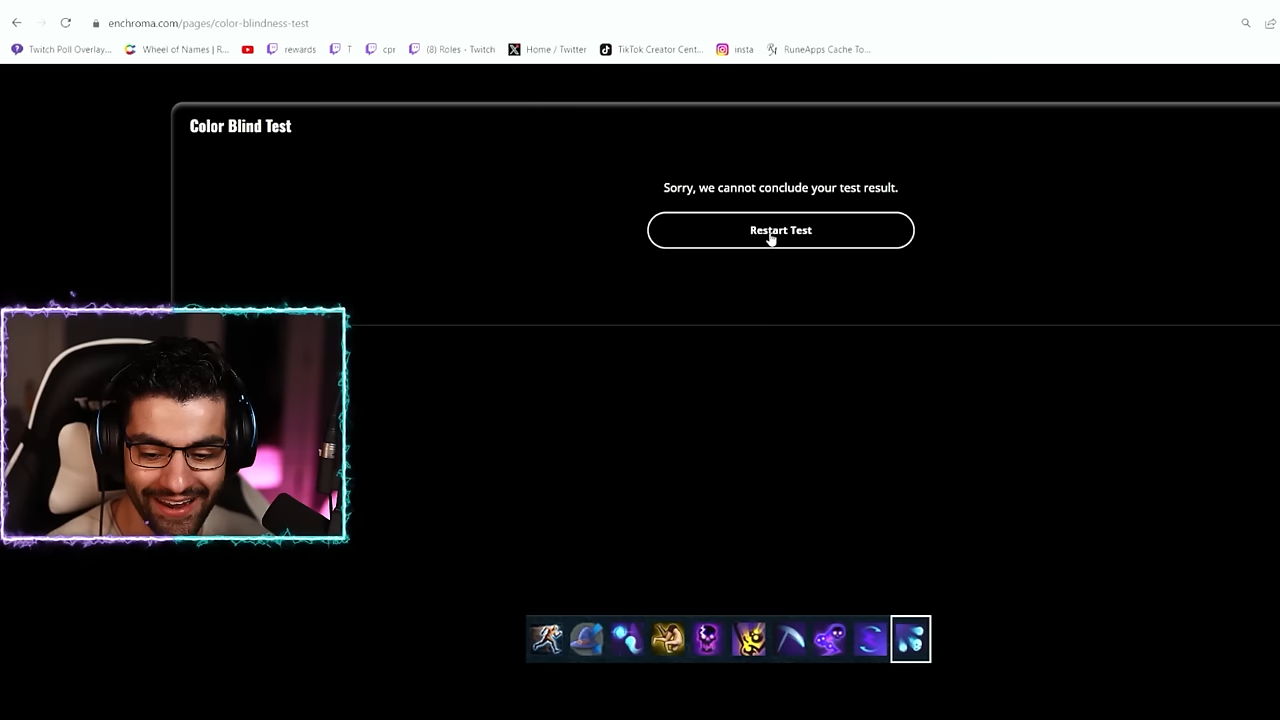 enchroma.com/pages/color-blindness-test
Twitch Poll Overlay... Wheel of Names | R... rewards T cpr (8) Roles - Twitch Home / Twitter TikTok Creator Cent... insta RuneApps Cache To...
Color Blind Test
Sorry, we cannot conclude your test result.
Restart Test